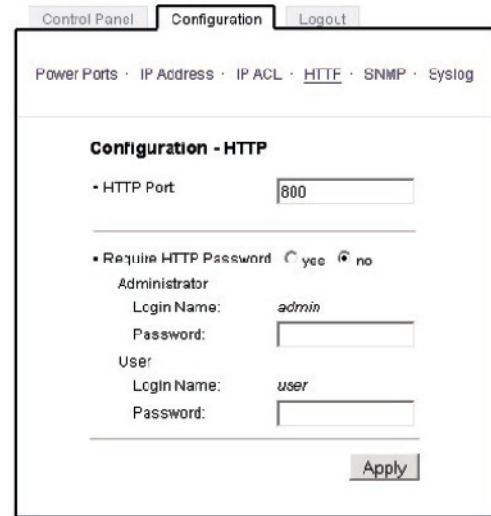 Control Panel Configuration Logout
Power Ports · IP Address · IP ACL · HTTP · SNMP · Syslog
Configuration - HTTP
• HTTP Port 800
• Require HTTP Password yes no
Administrator
Login Name: admin
Password:
User
Login Name: user
Password:
Apply